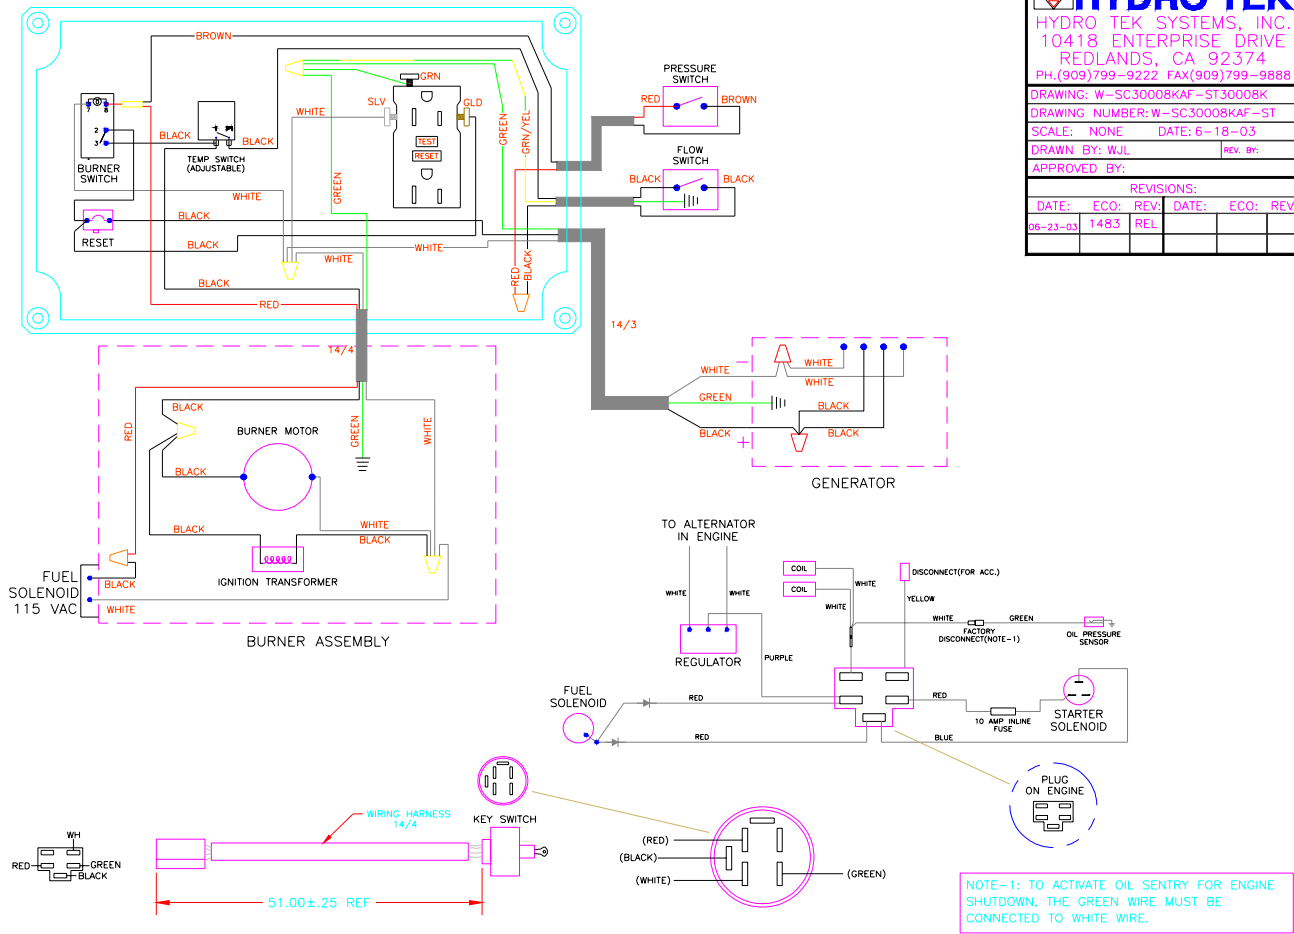 HYDRO TEK
HYDRO TEK SYSTEMS, INC.
10418 ENTERPRISE DRIVE
REDLANDS, CA 92374
PH.(909)799-9222 FAX(909)799-9888
DRAWING: W-SC30008KAF-ST30008K
DRAWING NUMBER: W-SC30008KAF-ST
SCALE: NONE DATE: 6-18-03
DRAWN BY: WJL REV. BY:
APPROVED BY:
REVISIONS:
DATE: ECO: REV: DATE: ECO: REV
06-23-03 1483 REL
BROWN
GRN
SLV
GLD
WHITE
TEST
RESET
GREEN
GRN/YEL
PRESSURE
SWITCH
RED
BROWN
FLOW
SWITCH
BLACK
BLACK
7 8
2
3
BURNER
SWITCH
BLACK
BLACK
TEMP SWITCH
(ADJUSTABLE)
WHITE
GREEN
RESET
BLACK
BLACK
WHITE
WHITE
BLACK
RED
RED
BLACK
14/4
14/3
WHITE
GREEN
BLACK
WHITE
WHITE
BLACK
BLACK
−
+
GENERATOR
BLACK
RED
BURNER MOTOR
GREEN
WHITE
BLACK
BLACK
WHITE
BLACK
IGNITION TRANSFORMER
FUEL
SOLENOID
115 VAC
BLACK
WHITE
BURNER ASSEMBLY
TO ALTERNATOR
IN ENGINE
WHITE
WHITE
REGULATOR
PURPLE
COIL
COIL
WHITE
WHITE
DISCONNECT(FOR ACC.)
YELLOW
WHITE
GREEN
FACTORY
DISCONNECT(NOTE-1)
OIL PRESSURE
SENSOR
FUEL
SOLENOID
RED
RED
RED
10 AMP INLINE
FUSE
STARTER
SOLENOID
BLUE
PLUG
ON ENGINE
WH
RED
GREEN
BLACK
WIRING HARNESS
14/4
KEY SWITCH
51.00±.25 REF
(RED)
(BLACK)
(WHITE)
(GREEN)
NOTE-1: TO ACTIVATE OIL SENTRY FOR ENGINE
SHUTDOWN, THE GREEN WIRE MUST BE
CONNECTED TO WHITE WIRE.